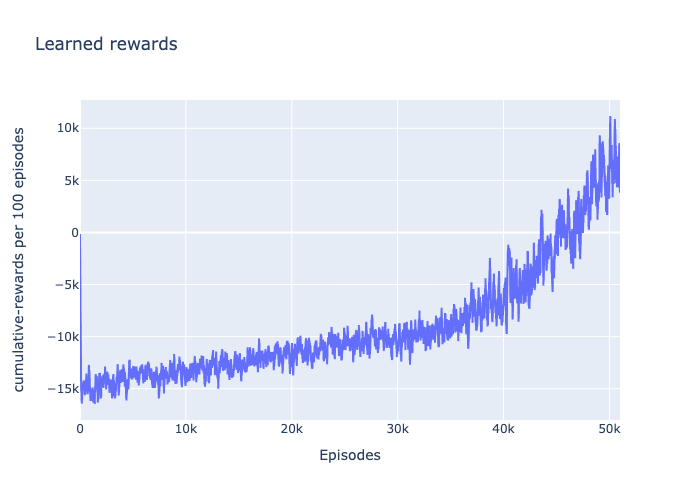 Learned rewards
cumulative-rewards per 100 episodes
10k
5k
0
−5k
−10k
−15k
0 10k 20k 30k 40k 50k
Episodes